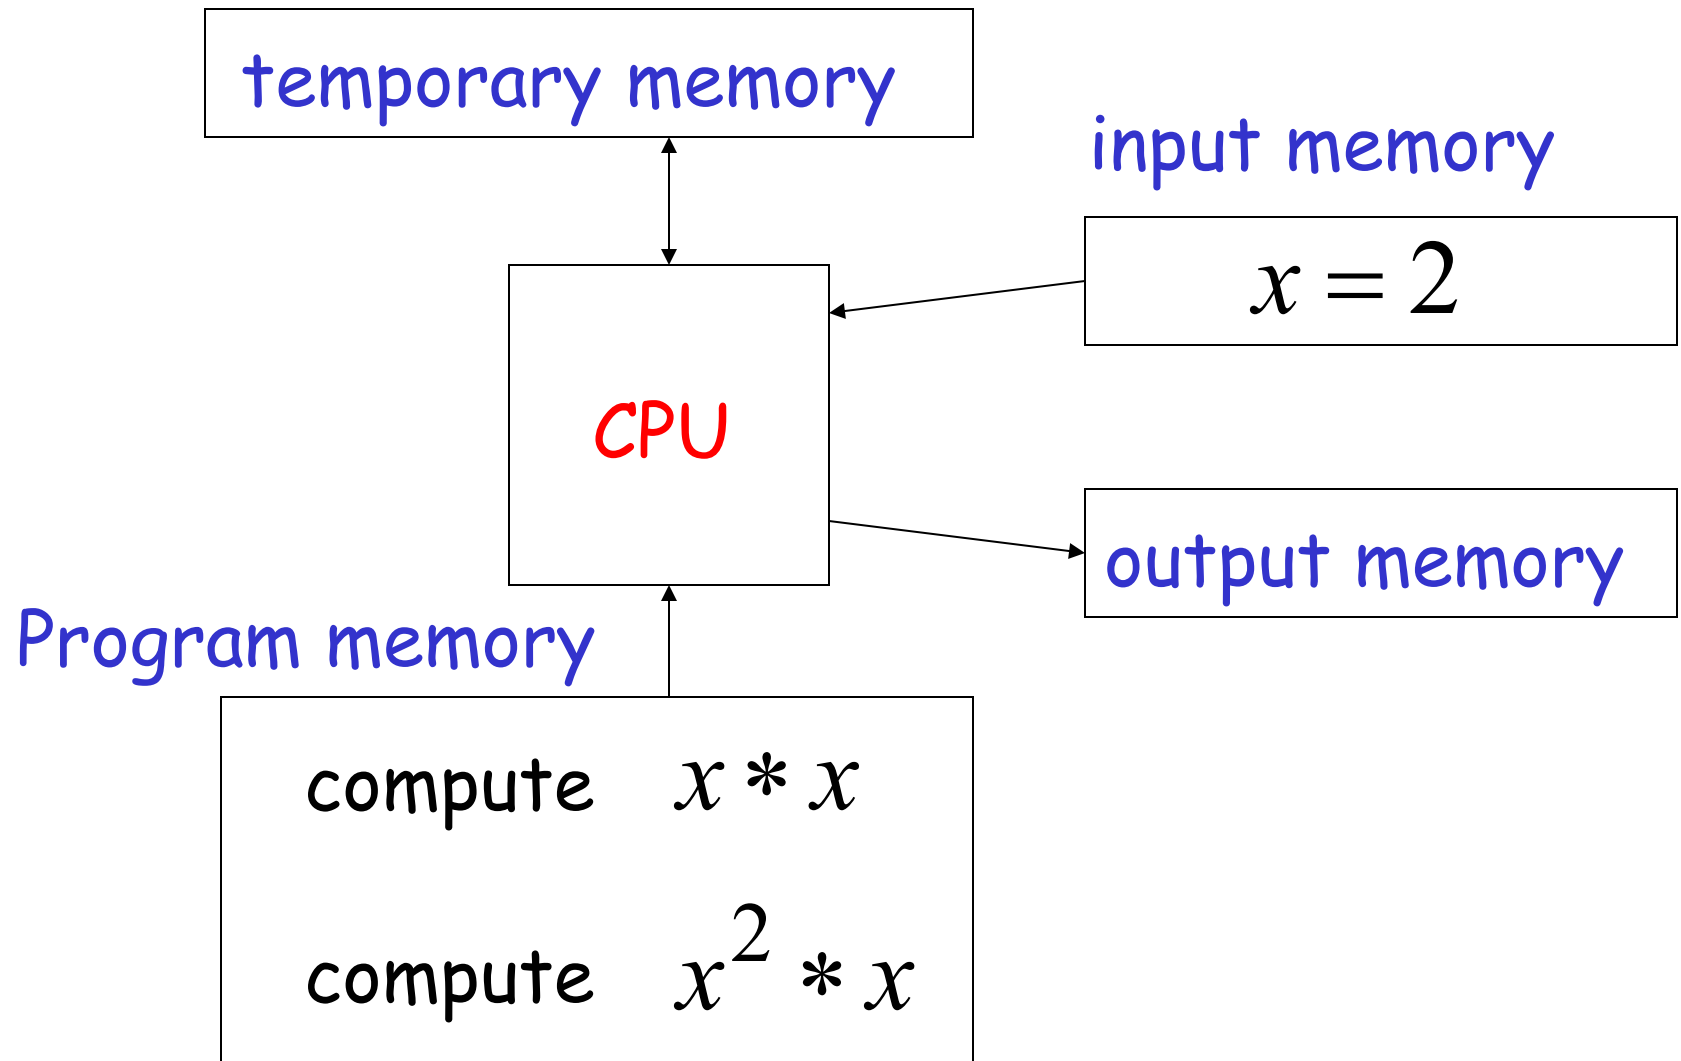 temporary memory
input memory
x = 2
CPU
output memory
Program memory
compute x * x
compute x² * x